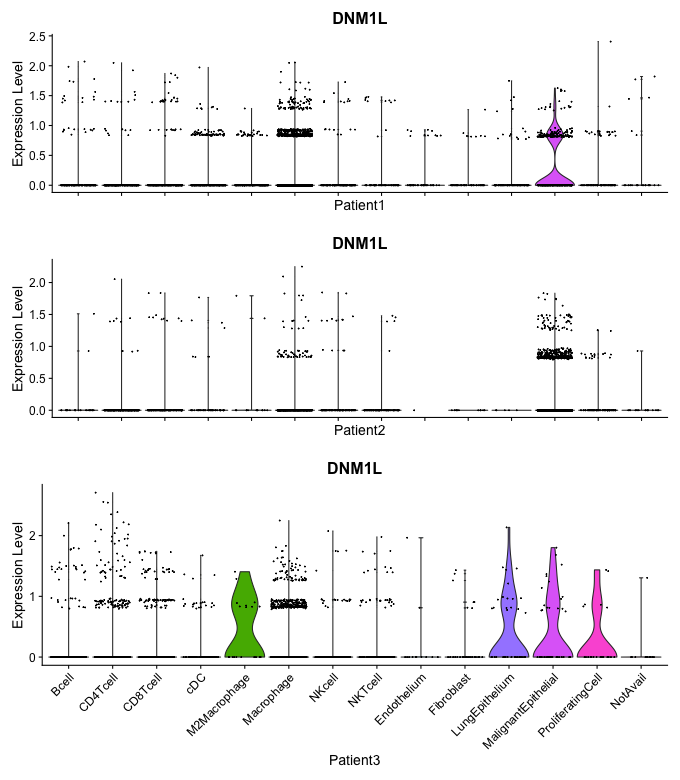 DNM1L
Expression Level
2.5
2.0
1.5
1.0
0.5
0.0
Patient1
DNM1L
Expression Level
2.0
1.5
1.0
0.5
0.0
Patient2
DNM1L
Expression Level
2
1
0
Bcell
CD4Tcell
CD8Tcell
cDC
M2Macrophage
Macrophage
NKcell
NKTcell
Endothelium
Fibroblast
LungEpithelium
MalignantEpithelial
ProliferatingCell
NotAvail
Patient3